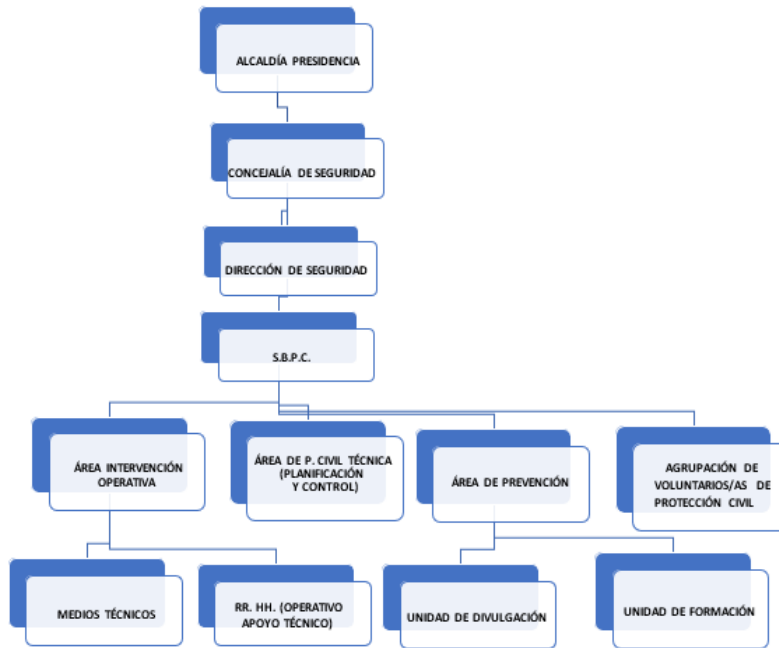 ALCALDÍA PRESIDENCIA
CONCEJALÍA DE SEGURIDAD
DIRECCIÓN DE SEGURIDAD
S.B.P.C.
ÁREA INTERVENCIÓN
OPERATIVA
ÁREA DE P. CIVIL TÉCNICA
(PLANIFICACIÓN
Y CONTROL)
ÁREA DE PREVENCIÓN
AGRUPACIÓN DE
VOLUNTARIOS/AS DE
PROTECCIÓN CIVIL
MEDIOS TÉCNICOS
RR. HH. (OPERATIVO
APOYO TÉCNICO)
UNIDAD DE DIVULGACIÓN
UNIDAD DE FORMACIÓN